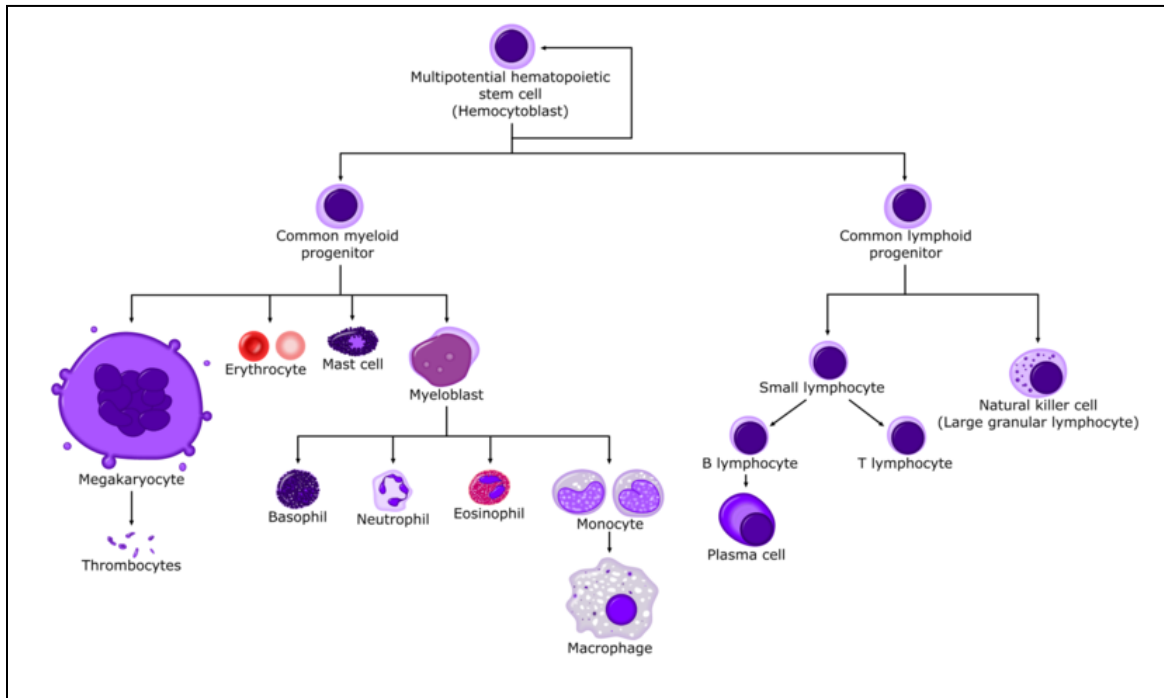 Multipotential hematopoietic
stem cell
(Hemocytoblast)
Common myeloid
progenitor
Common lymphoid
progenitor
Erythrocyte
Mast cell
Myeloblast
Small lymphocyte
Natural killer cell
(Large granular lymphocyte)
Megakaryocyte
Basophil
Neutrophil
Eosinophil
Monocyte
B lymphocyte
T lymphocyte
Thrombocytes
Macrophage
Plasma cell